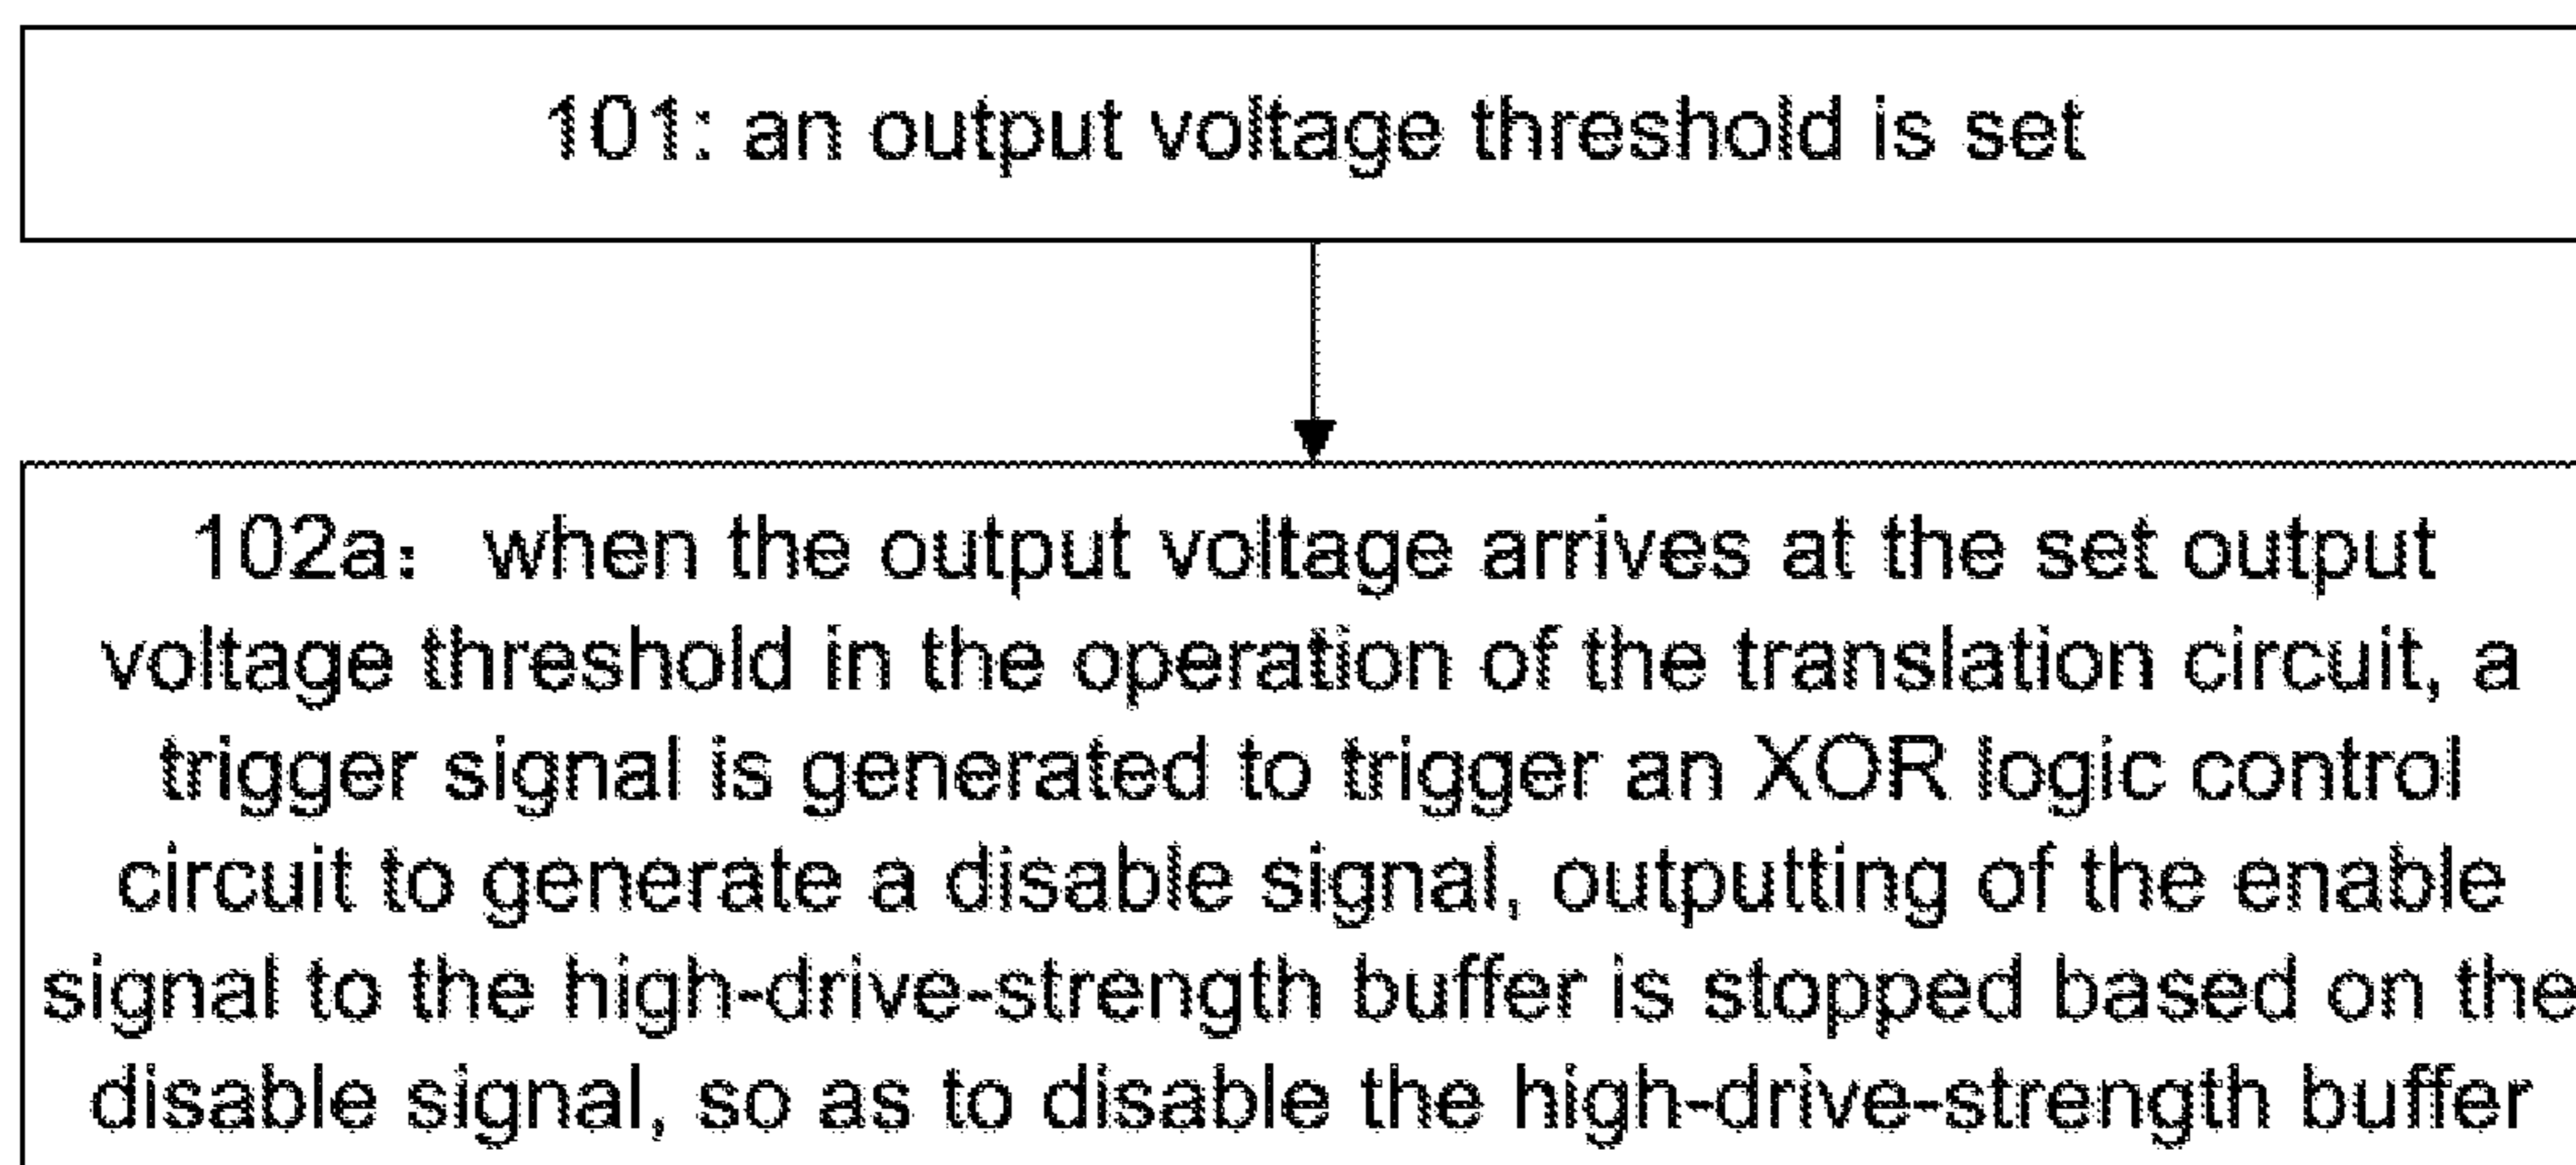 101: an output voltage threshold is set
102a: when the output voltage arrives at the set output
voltage threshold in the operation of the translation circuit, a
trigger signal is generated to trigger an XOR logic control
circuit to generate a disable signal, outputting of the enable
signal to the high-drive-strength buffer is stopped based on the
disable signal, so as to disable the high-drive-strength buffer